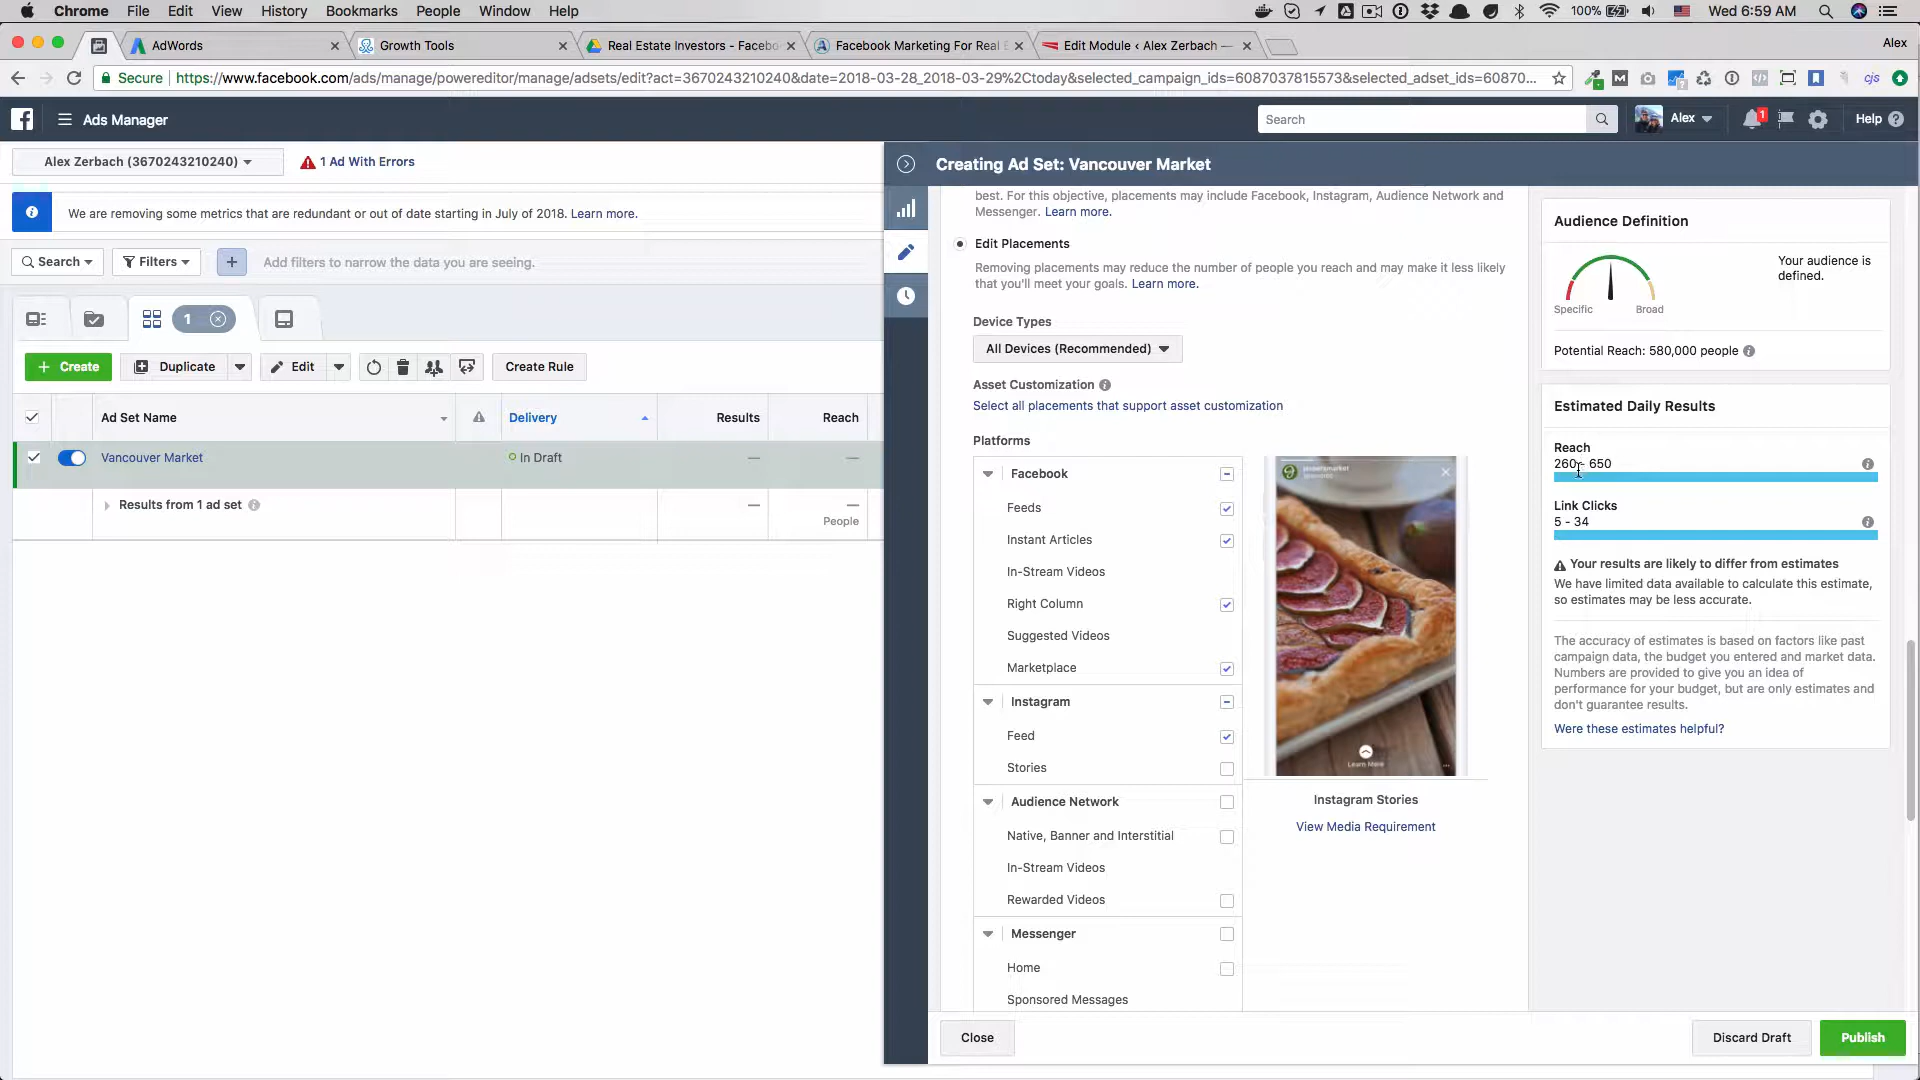 Chrome File Edit View History Bookmarks People Window Help 100% Wed 6:59 AM
AdWords Growth Tools Real Estate Investors - Facebo Facebook Marketing For Real E Edit Module ‹ Alex Zerbach — Alex
Secure https://www.facebook.com/ads/manage/powereditor/manage/adsets/edit?act=3670243210240&date=2018-03-28_2018-03-29%2Ctoday&selected_campaign_ids=6087037815573&selected_adset_ids=60870... cjs
Ads Manager Search Alex 1 Help
Alex Zerbach (3670243210240) 1 Ad With Errors
We are removing some metrics that are redundant or out of date starting in July of 2018. Learn more.
Search Filters + Add filters to narrow the data you are seeing.
1
+ Create Duplicate Edit Create Rule
Ad Set Name Delivery Results Reach
Vancouver Market In Draft — —
Results from 1 ad set — —
People
Creating Ad Set: Vancouver Market
best. For this objective, placements may include Facebook, Instagram, Audience Network and
Messenger. Learn more.
Edit Placements
Removing placements may reduce the number of people you reach and may make it less likely
that you'll meet your goals. Learn more.
Device Types
All Devices (Recommended)
Asset Customization
Select all placements that support asset customization
Platforms
Facebook
Feeds
Instant Articles
In-Stream Videos
Right Column
Suggested Videos
Marketplace
Instagram
Feed
Stories
Audience Network
Native, Banner and Interstitial
In-Stream Videos
Rewarded Videos
Messenger
Home
Sponsored Messages
Learn More
Instagram Stories
View Media Requirement
Audience Definition
Your audience is
defined.
Specific Broad
Potential Reach: 580,000 people
Estimated Daily Results
Reach
260 - 650
Link Clicks
5 - 34
Your results are likely to differ from estimates
We have limited data available to calculate this estimate,
so estimates may be less accurate.
The accuracy of estimates is based on factors like past
campaign data, the budget you entered and market data.
Numbers are provided to give you an idea of
performance for your budget, but are only estimates and
don't guarantee results.
Were these estimates helpful?
Close Discard Draft Publish